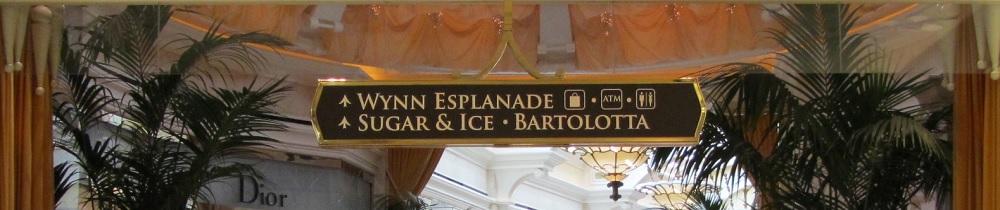 WYNN ESPLANADE • ATM •
SUGAR & ICE • BARTOLOTTA
Dior